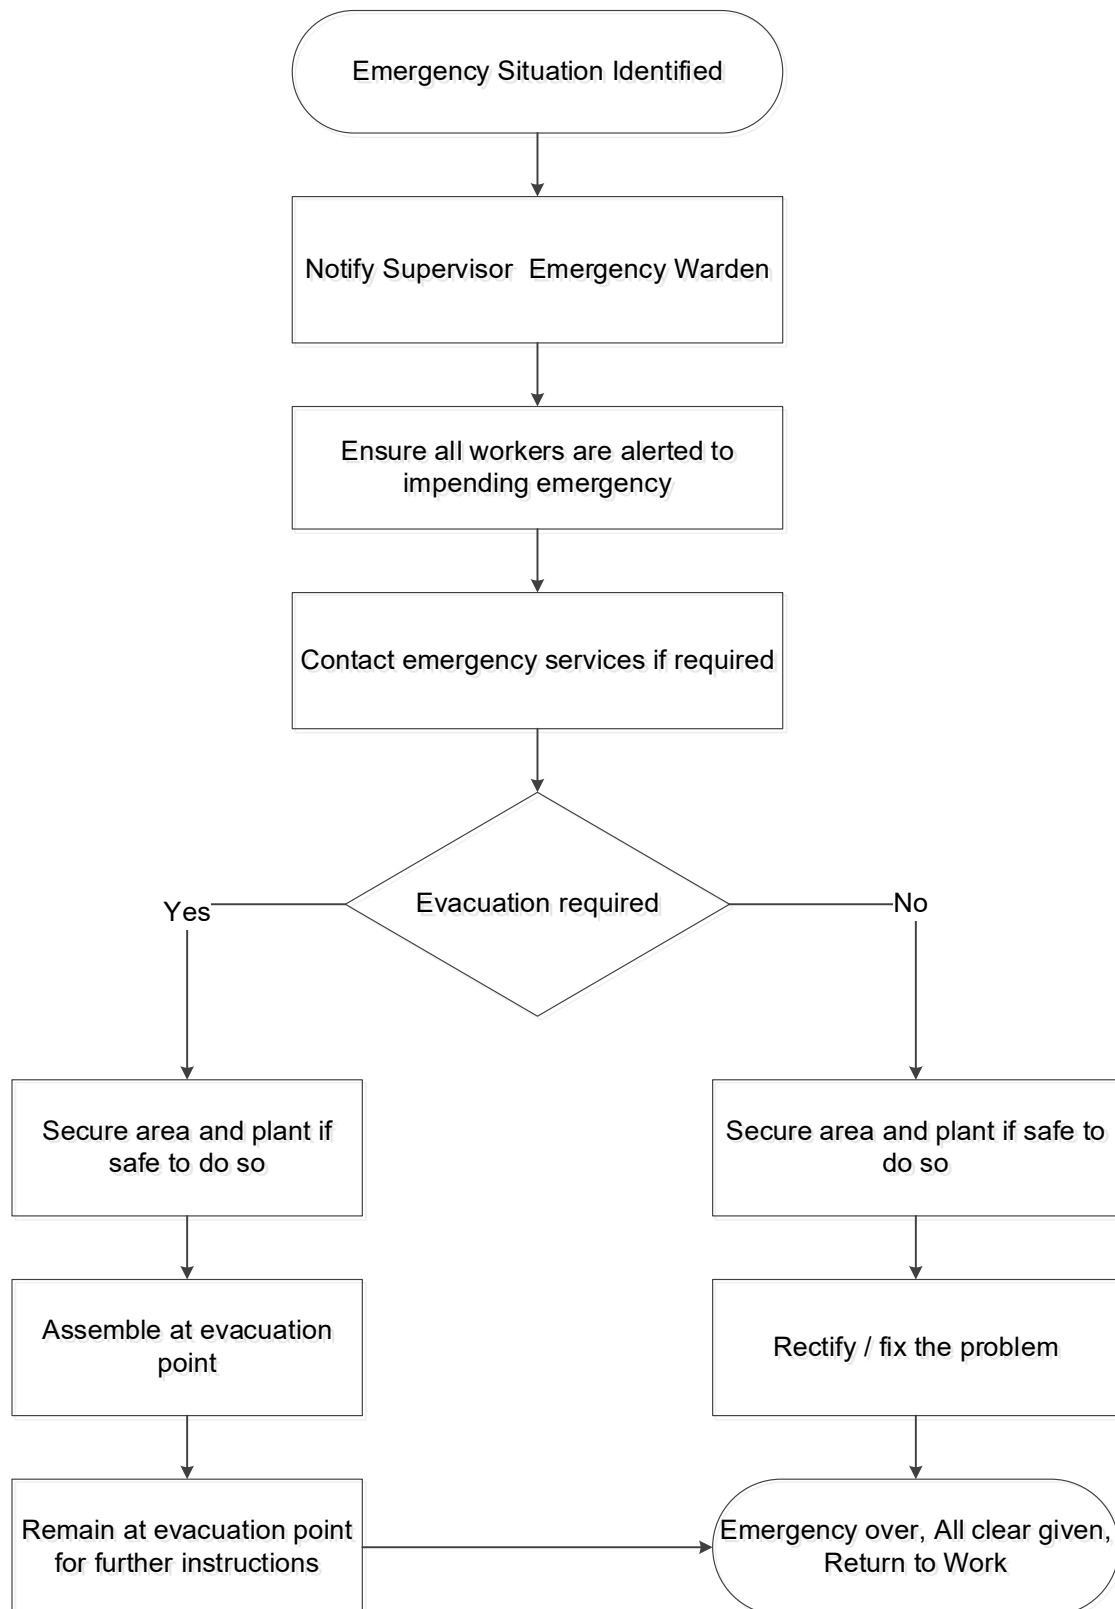 Emergency Situation Identified
Notify Supervisor  Emergency Warden
Ensure all workers are alerted to
impending emergency
Contact emergency services if required
Evacuation required
Yes
No
Secure area and plant if
safe to do so
Secure area and plant if safe to
do so
Assemble at evacuation
point
Rectify / fix the problem
Remain at evacuation point
for further instructions
Emergency over, All clear given,
Return to Work